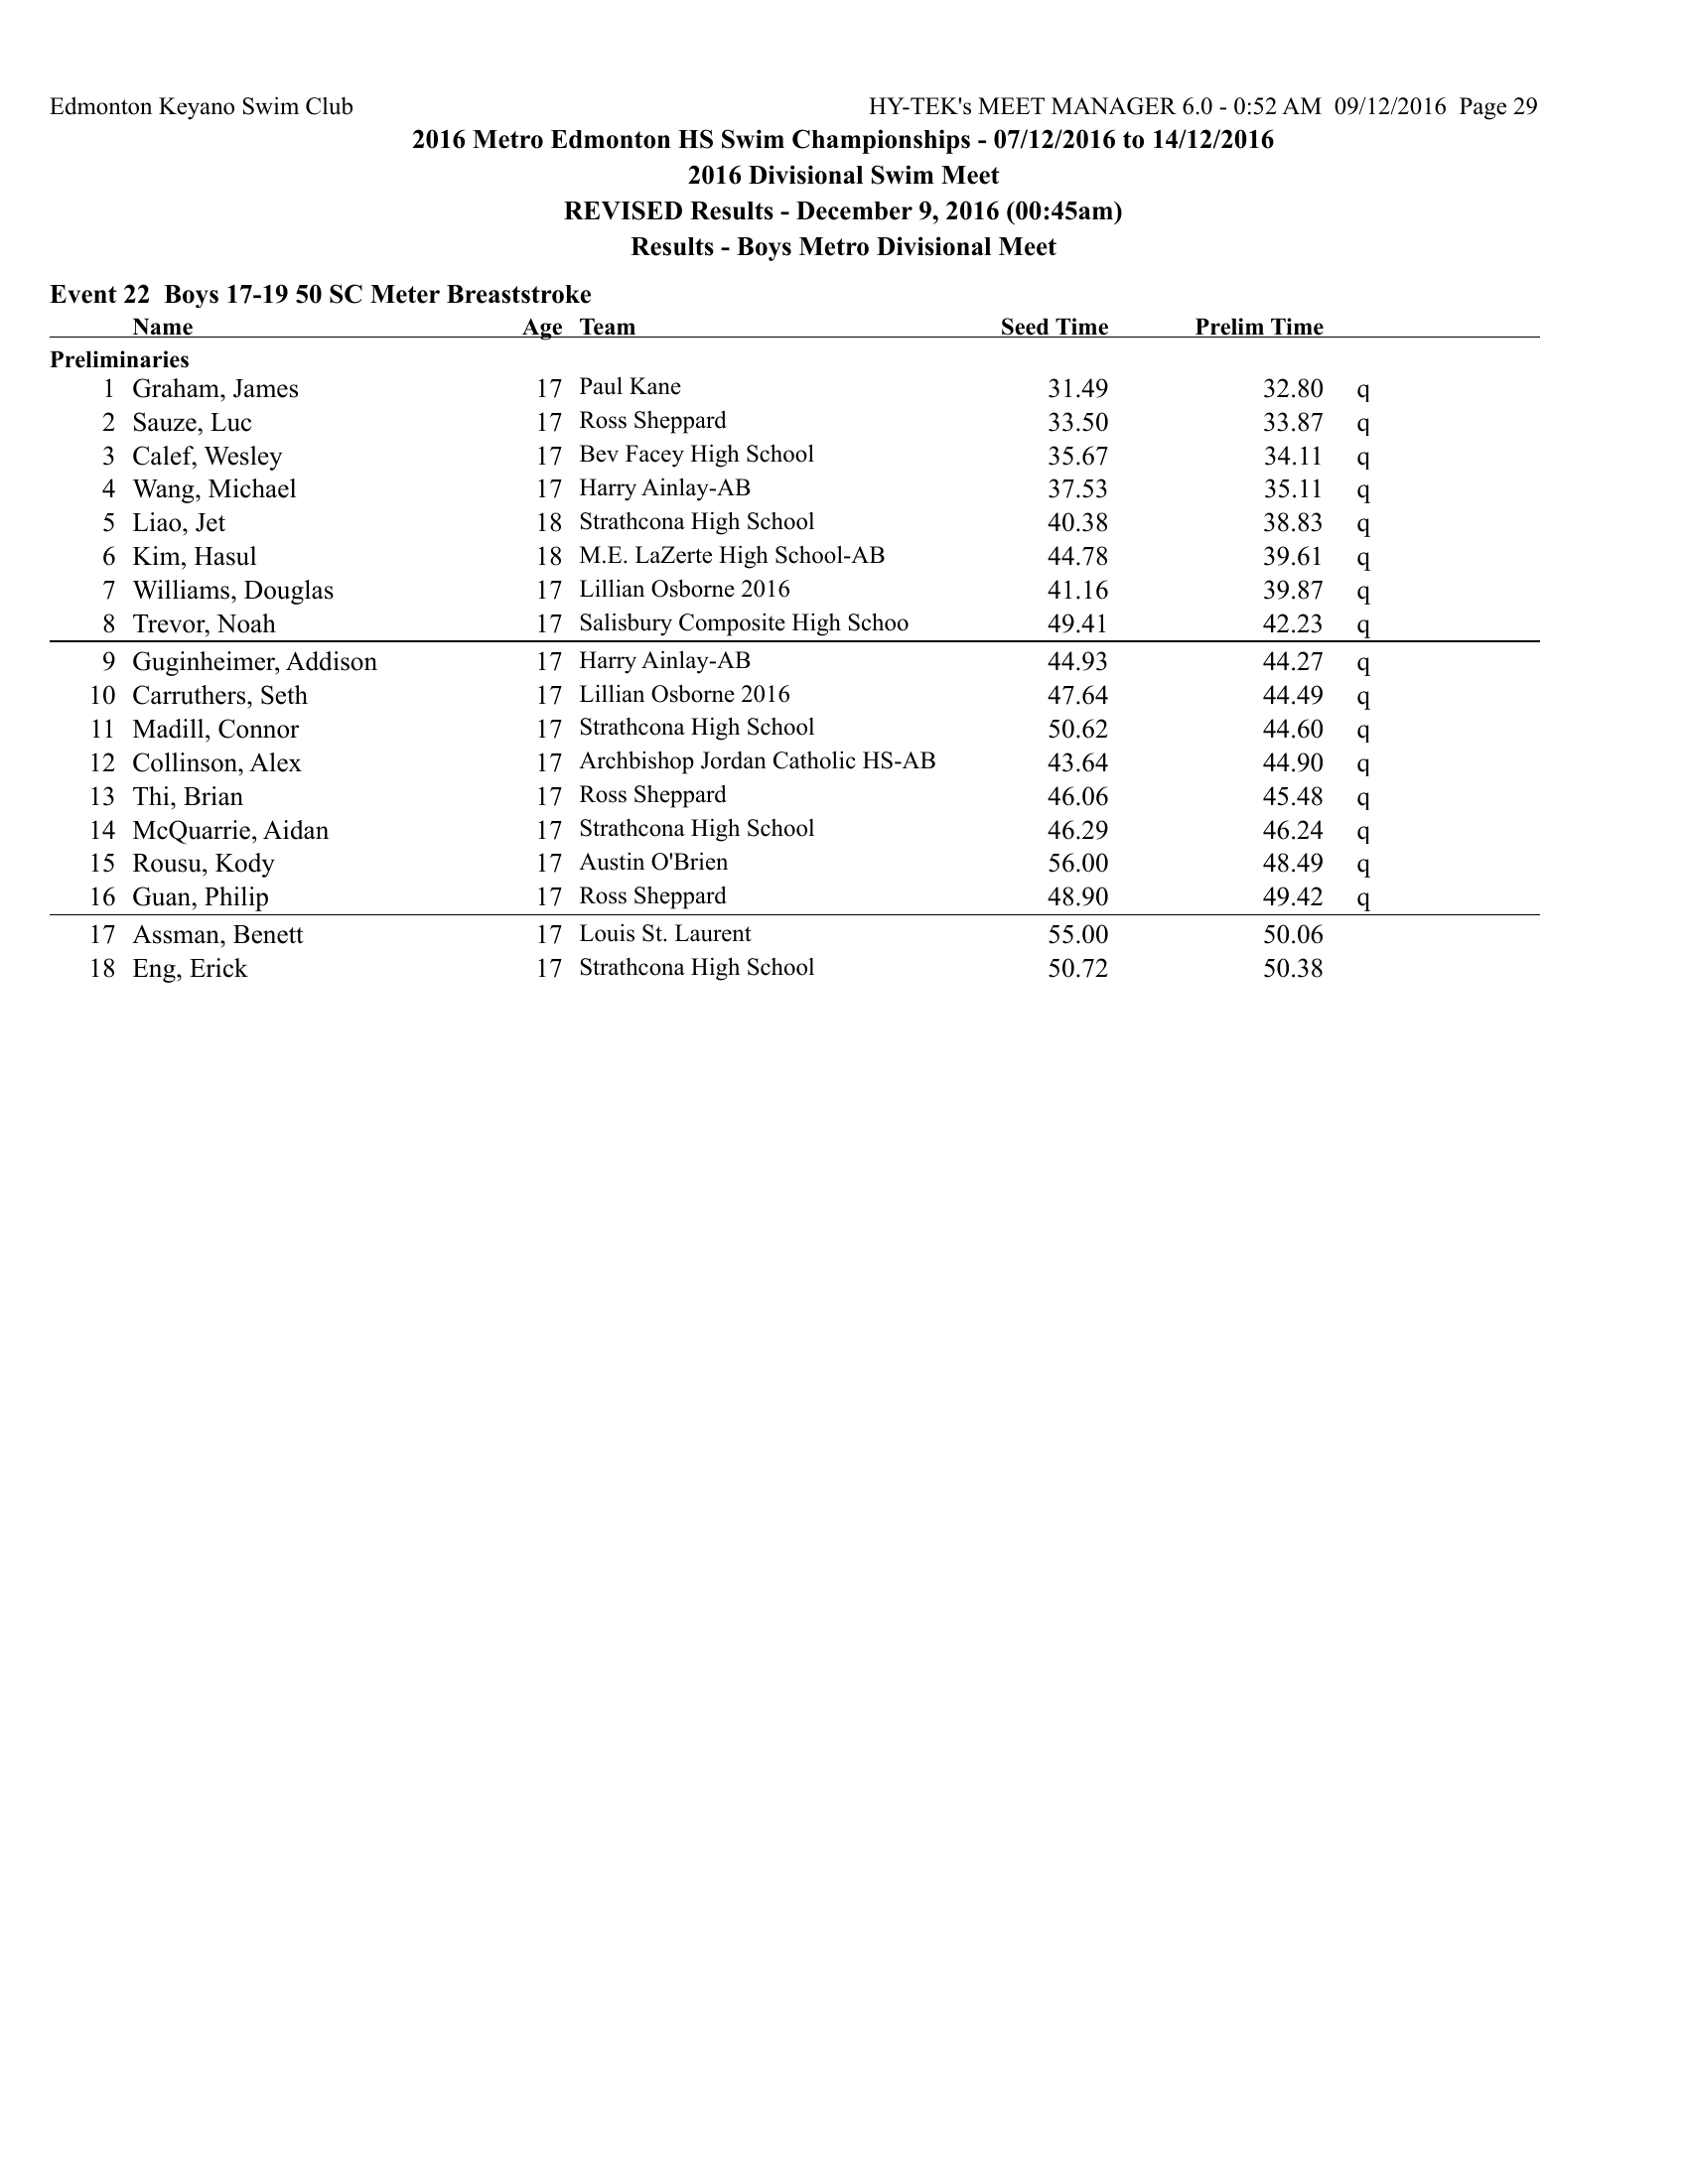 Edmonton Keyano Swim Club HY-TEK's MEET MANAGER 6.0 - 0:52 AM 09/12/2016 Page 29
2016 Metro Edmonton HS Swim Championships - 07/12/2016 to 14/12/2016
2016 Divisional Swim Meet
REVISED Results - December 9, 2016 (00:45am)
Results - Boys Metro Divisional Meet
Event 22 Boys 17-19 50 SC Meter Breaststroke
Name Age Team Seed Time Prelim Time
Preliminaries
1 Graham, James 17 Paul Kane 31.49 32.80 q
2 Sauze, Luc 17 Ross Sheppard 33.50 33.87 q
3 Calef, Wesley 17 Bev Facey High School 35.67 34.11 q
4 Wang, Michael 17 Harry Ainlay-AB 37.53 35.11 q
5 Liao, Jet 18 Strathcona High School 40.38 38.83 q
6 Kim, Hasul 18 M.E. LaZerte High School-AB 44.78 39.61 q
7 Williams, Douglas 17 Lillian Osborne 2016 41.16 39.87 q
8 Trevor, Noah 17 Salisbury Composite High Schoo 49.41 42.23 q
9 Guginheimer, Addison 17 Harry Ainlay-AB 44.93 44.27 q
10 Carruthers, Seth 17 Lillian Osborne 2016 47.64 44.49 q
11 Madill, Connor 17 Strathcona High School 50.62 44.60 q
12 Collinson, Alex 17 Archbishop Jordan Catholic HS-AB 43.64 44.90 q
13 Thi, Brian 17 Ross Sheppard 46.06 45.48 q
14 McQuarrie, Aidan 17 Strathcona High School 46.29 46.24 q
15 Rousu, Kody 17 Austin O'Brien 56.00 48.49 q
16 Guan, Philip 17 Ross Sheppard 48.90 49.42 q
17 Assman, Benett 17 Louis St. Laurent 55.00 50.06
18 Eng, Erick 17 Strathcona High School 50.72 50.38